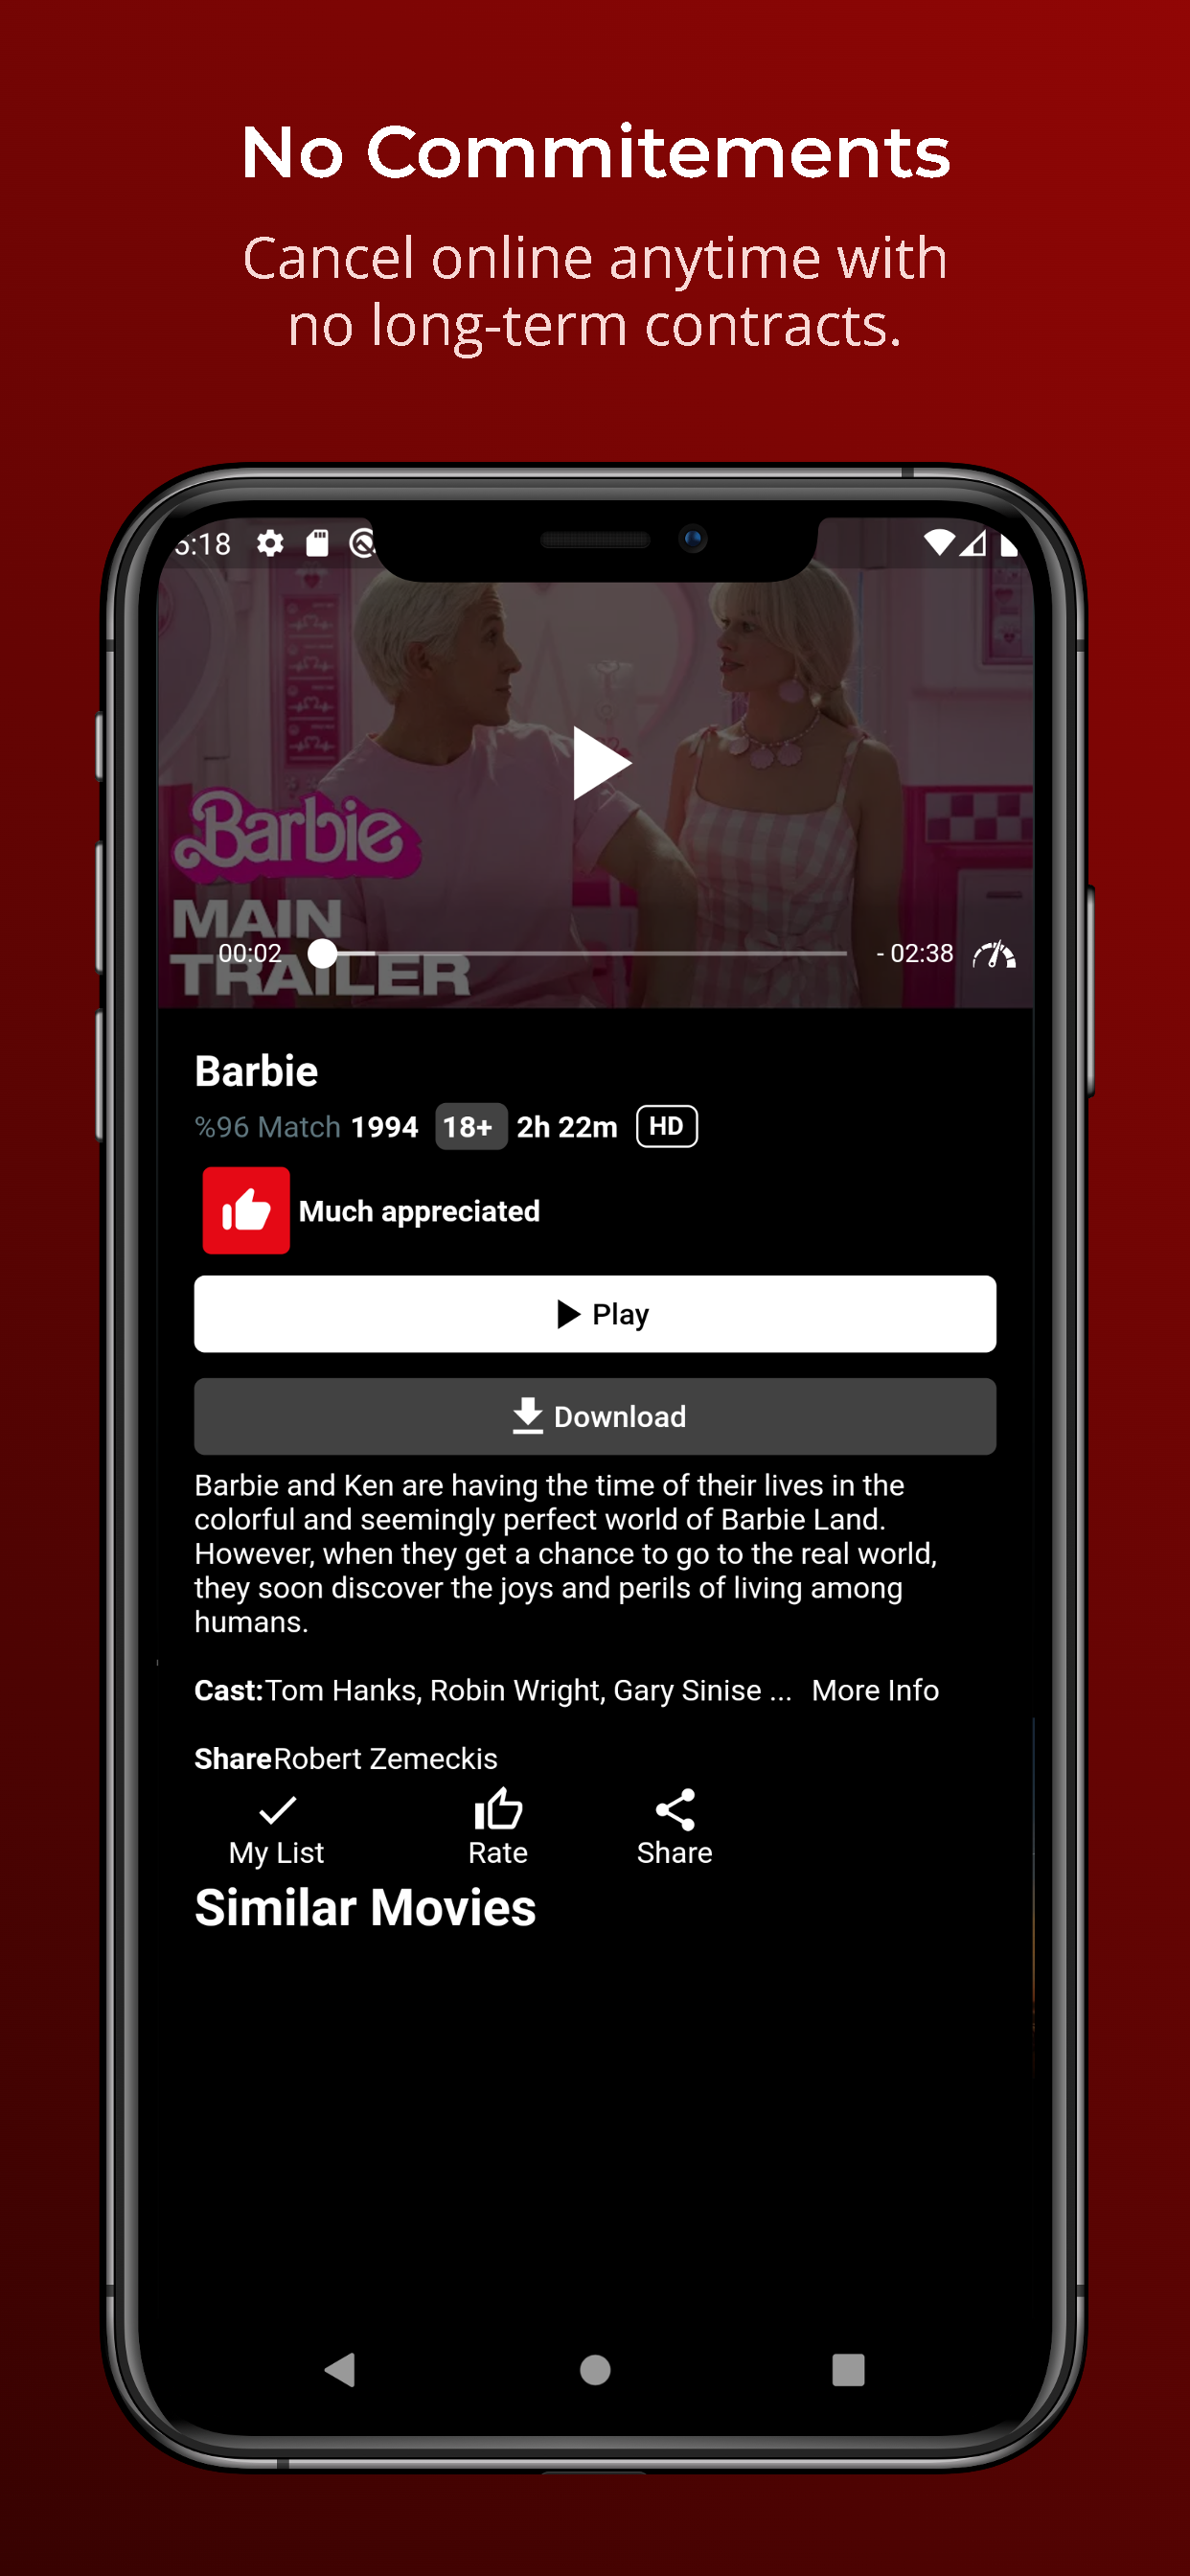 No Commitements
Cancel online anytime with
no long-term contracts.
5:18
Barbie
MAIN
TRAILER
00:02 - 02:38
Barbie
%96 Match 1994 18+ 2h 22m HD
Much appreciated
Play
Download
Barbie and Ken are having the time of their lives in the
colorful and seemingly perfect world of Barbie Land.
However, when they get a chance to go to the real world,
they soon discover the joys and perils of living among
humans.
Cast:Tom Hanks, Robin Wright, Gary Sinise ... More Info
ShareRobert Zemeckis
My List Rate Share
Similar Movies